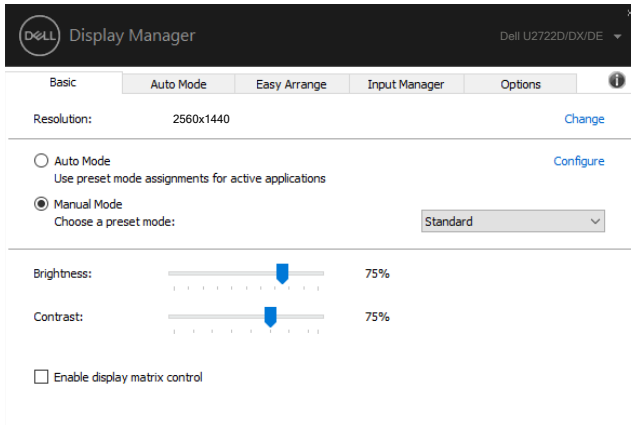 DELL Display Manager Dell U2722D/DX/DE
Basic Auto Mode Easy Arrange Input Manager Options i
Resolution: 2560x1440 Change
Auto Mode Configure
Use preset mode assignments for active applications
Manual Mode
Choose a preset mode: Standard
Brightness: 75%
Contrast: 75%
Enable display matrix control